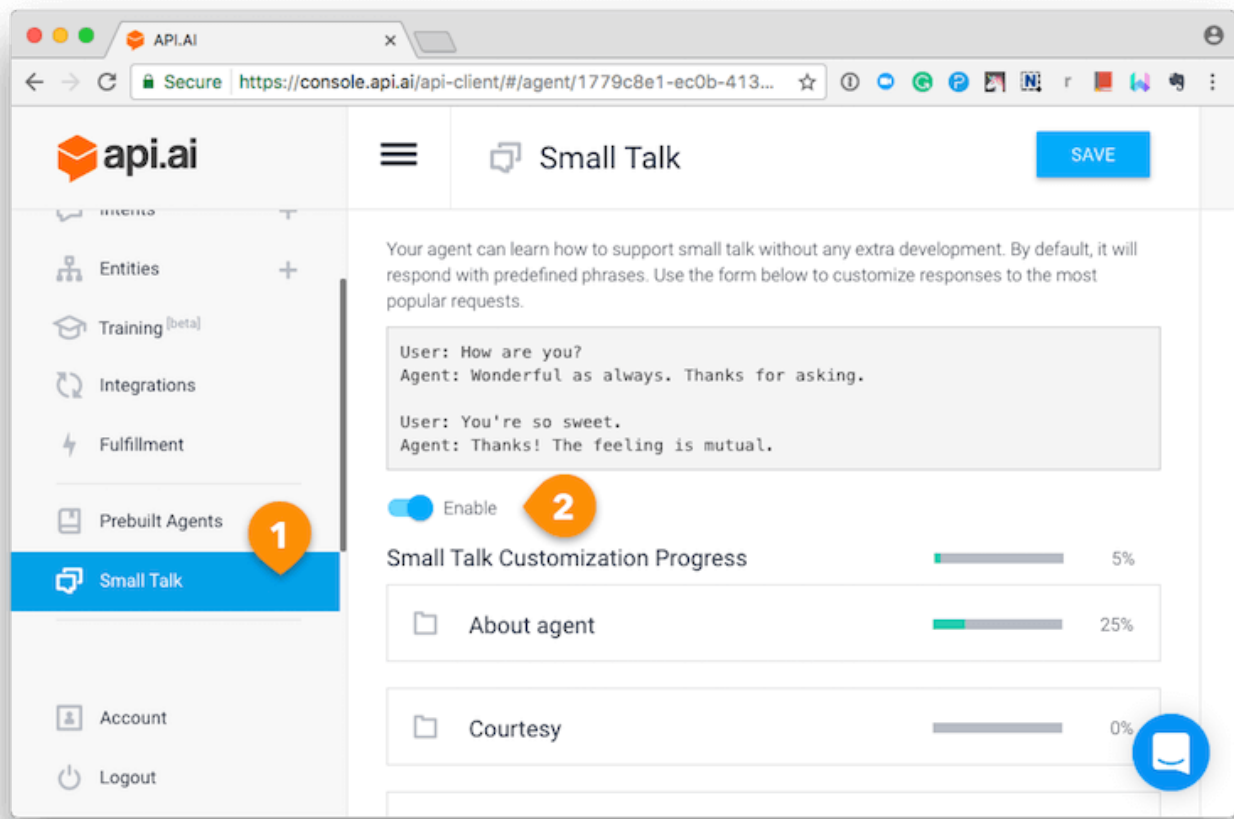 API.AI
Secure https://console.api.ai/api-client/#/agent/1779c8e1-ec0b-413...
api.ai
Small Talk
SAVE
Intents
Entities
Training [beta]
Integrations
Fulfillment
Prebuilt Agents
1
Small Talk
Account
Logout
Your agent can learn how to support small talk without any extra development. By default, it will
respond with predefined phrases. Use the form below to customize responses to the most
popular requests.
User: How are you?
Agent: Wonderful as always. Thanks for asking.
User: You're so sweet.
Agent: Thanks! The feeling is mutual.
Enable
2
Small Talk Customization Progress 5%
About agent 25%
Courtesy 0%